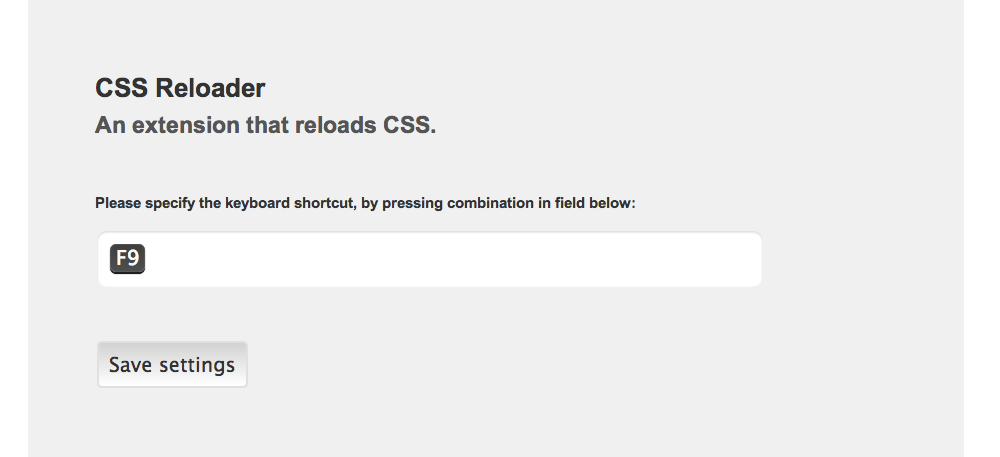 CSS Reloader
An extension that reloads CSS.
Please specify the keyboard shortcut, by pressing combination in field below:
F9
Save settings